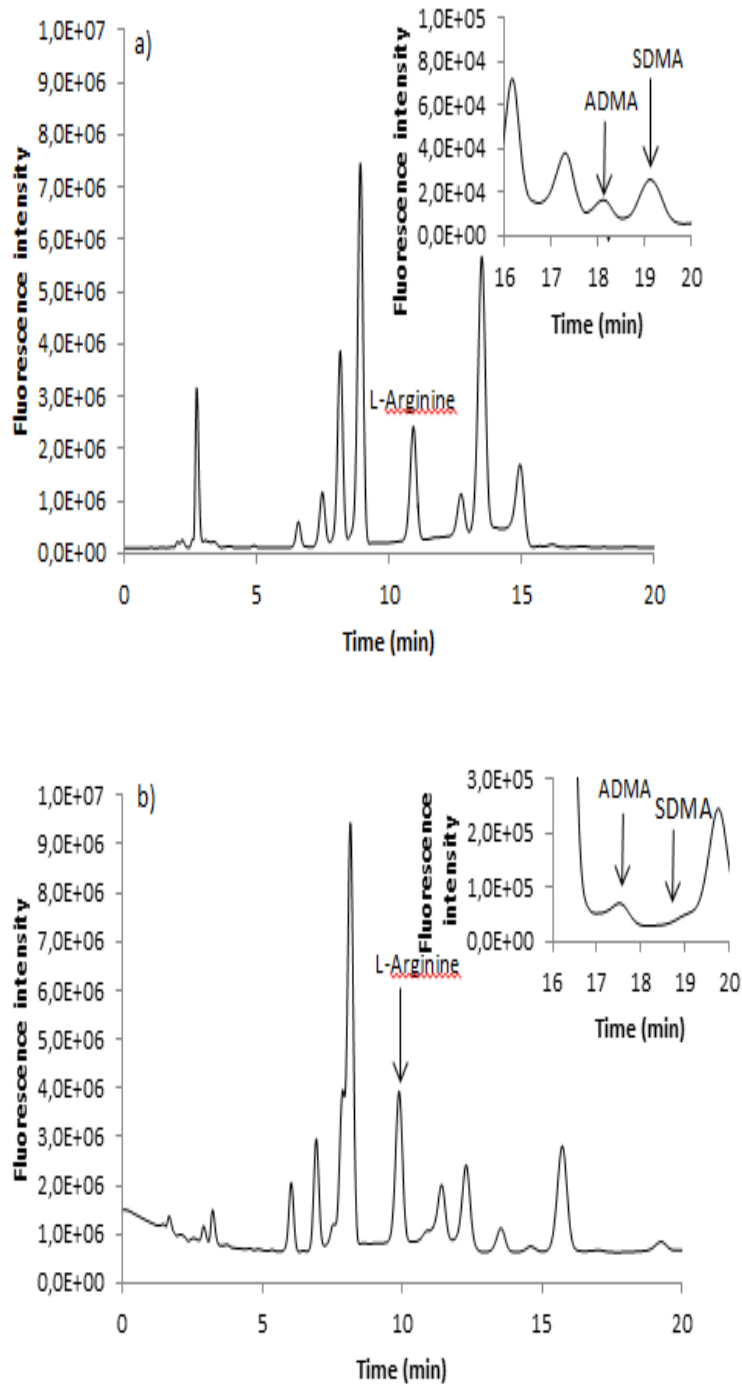 a)
Fluorescence intensity
1,0E+07
9,0E+06
8,0E+06
7,0E+06
6,0E+06
5,0E+06
4,0E+06
3,0E+06
2,0E+06
1,0E+06
0,0E+00
0 5 10 15 20
Time (min)
L-Arginine
Fluorescence intensity
1,0E+05
8,0E+04
6,0E+04
4,0E+04
2,0E+04
0,0E+00
ADMA
SDMA
16 17 18 19 20
Time (min)
b)
Fluorescence intensity
1,0E+07
9,0E+06
8,0E+06
7,0E+06
6,0E+06
5,0E+06
4,0E+06
3,0E+06
2,0E+06
1,0E+06
0,0E+00
0 5 10 15 20
Time (min)
L-Arginine
Fluorescence
intensity
3,0E+05
2,0E+05
1,0E+05
0,0E+00
ADMA
SDMA
16 17 18 19 20
Time (min)